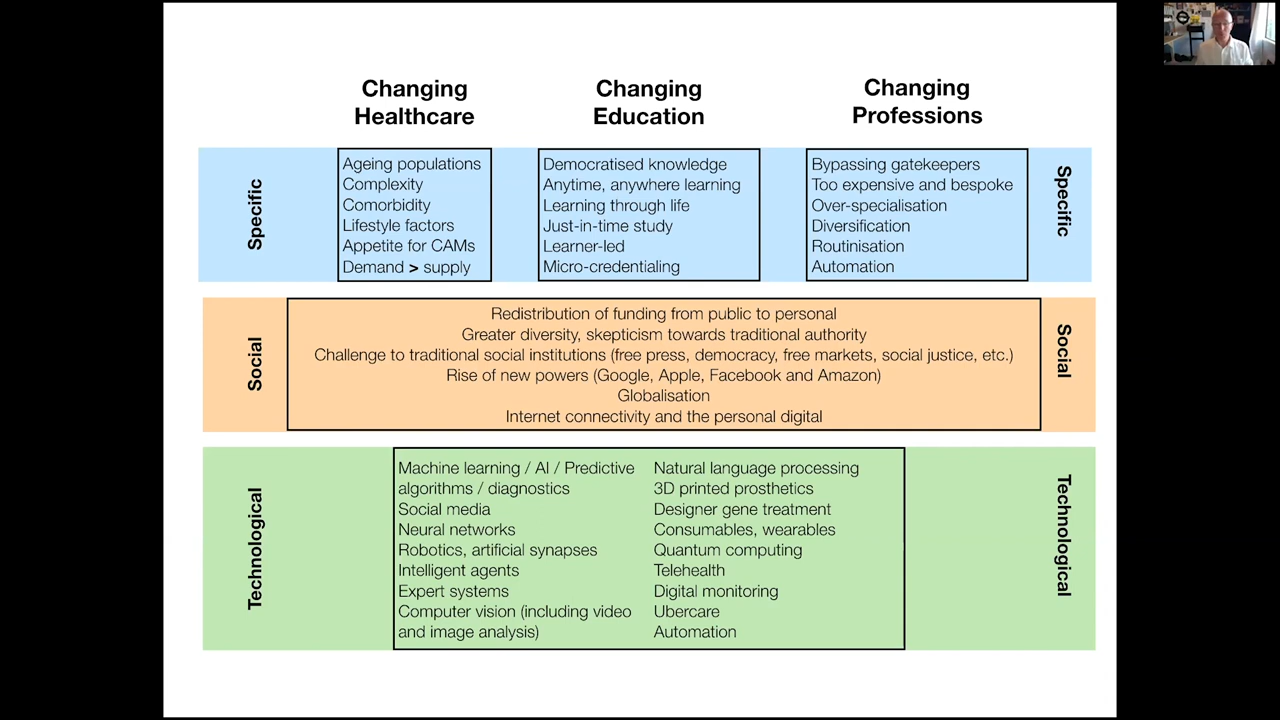 Changing
Healthcare
Changing
Education
Changing
Professions
Specific
Ageing populations
Complexity
Comorbidity
Lifestyle factors
Appetite for CAMs
Demand > supply
Democratised knowledge
Anytime, anywhere learning
Learning through life
Just-in-time study
Learner-led
Micro-credentialing
Bypassing gatekeepers
Too expensive and bespoke
Over-specialisation
Diversification
Routinisation
Automation
Specific
Social
Redistribution of funding from public to personal
Greater diversity, skepticism towards traditional authority
Challenge to traditional social institutions (free press, democracy, free markets, social justice, etc.)
Rise of new powers (Google, Apple, Facebook and Amazon)
Globalisation
Internet connectivity and the personal digital
Social
Technological
Machine learning / AI / Predictive
algorithms / diagnostics
Social media
Neural networks
Robotics, artificial synapses
Intelligent agents
Expert systems
Computer vision (including video
and image analysis)
Natural language processing
3D printed prosthetics
Designer gene treatment
Consumables, wearables
Quantum computing
Telehealth
Digital monitoring
Ubercare
Automation
Technological